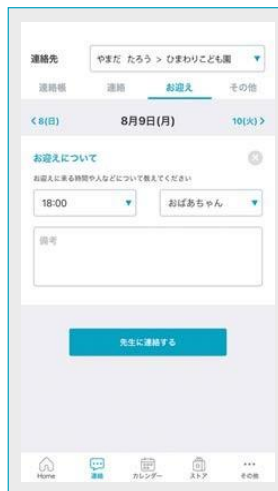 連絡先 やまだ たろう > ひまわりこども園 ▼
連絡帳 連絡 お迎え その他
< 8(日) 8月9日(月) 10(火) >
お迎えについて
お迎えに来る時間や人などについて教えてください
18:00 ▼ おばあちゃん ▼
備考
先生に連絡する
Home 連絡 カレンダー ストア その他